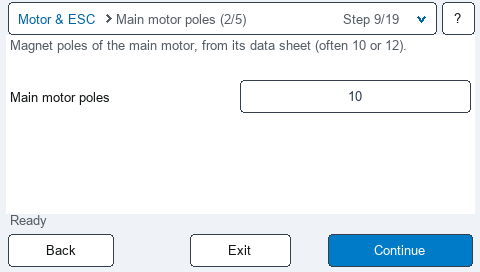 Motor & ESC > Main motor poles (2/5) Step 9/19 ?
Magnet poles of the main motor, from its data sheet (often 10 or 12).
Main motor poles 10
Ready
Back Exit Continue